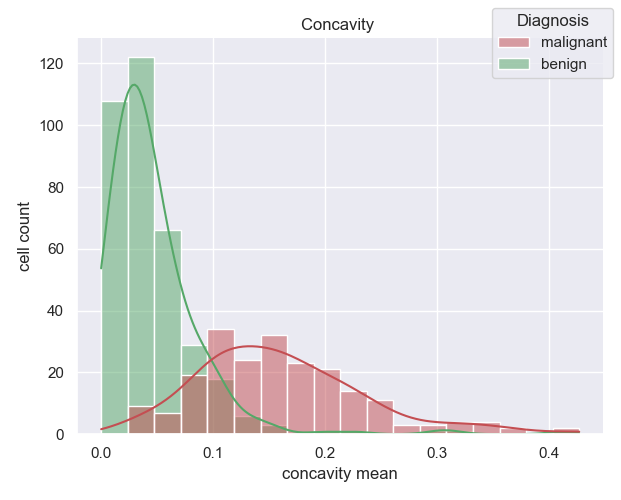 Concavity
Diagnosis
malignant
benign
cell count
120
100
80
60
40
20
0
0.0 0.1 0.2 0.3 0.4
concavity mean